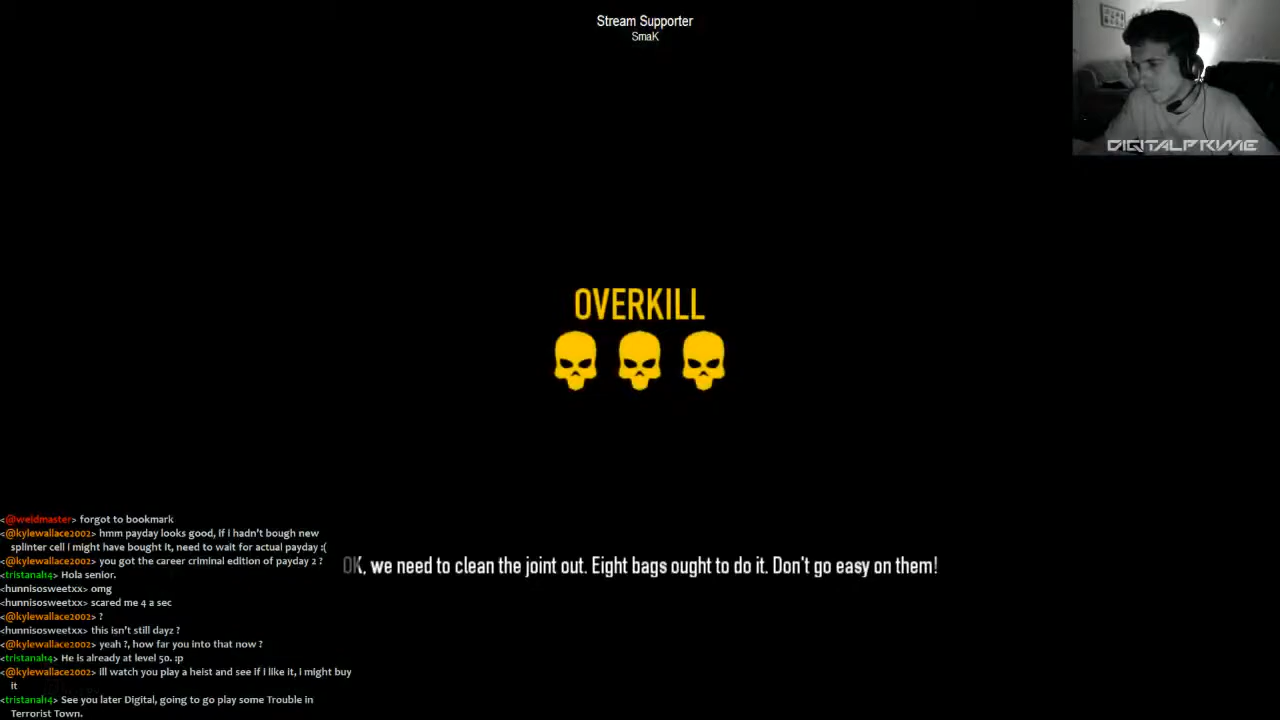 Stream Supporter
SmaK
DIGITALPRIME
OVERKILL
OK, we need to clean the joint out. Eight bags ought to do it. Don't go easy on them!
<@weidmaster> forgot to bookmark
<@kylewallace2002> hmm payday looks good, if i hadn't bough new
splinter cell i might have bought it, need to wait for actual payday :(
<@kylewallace2002> you got the career criminal edition of payday 2 ?
<tristanal14> Hola senior.
<hunnisosweetxx> omg
<hunnisosweetxx> scared me 4 a sec
<@kylewallace2002> ?
<hunnisosweetxx> this isn't still dayz ?
<@kylewallace2002> yeah ?, how far you into that now ?
<tristanal14> He is already at level 50. :p
<@kylewallace2002> ill watch you play a heist and see if i like it, i might buy
it
<tristanal14> See you later Digital, going to go play some Trouble in
Terrorist Town.